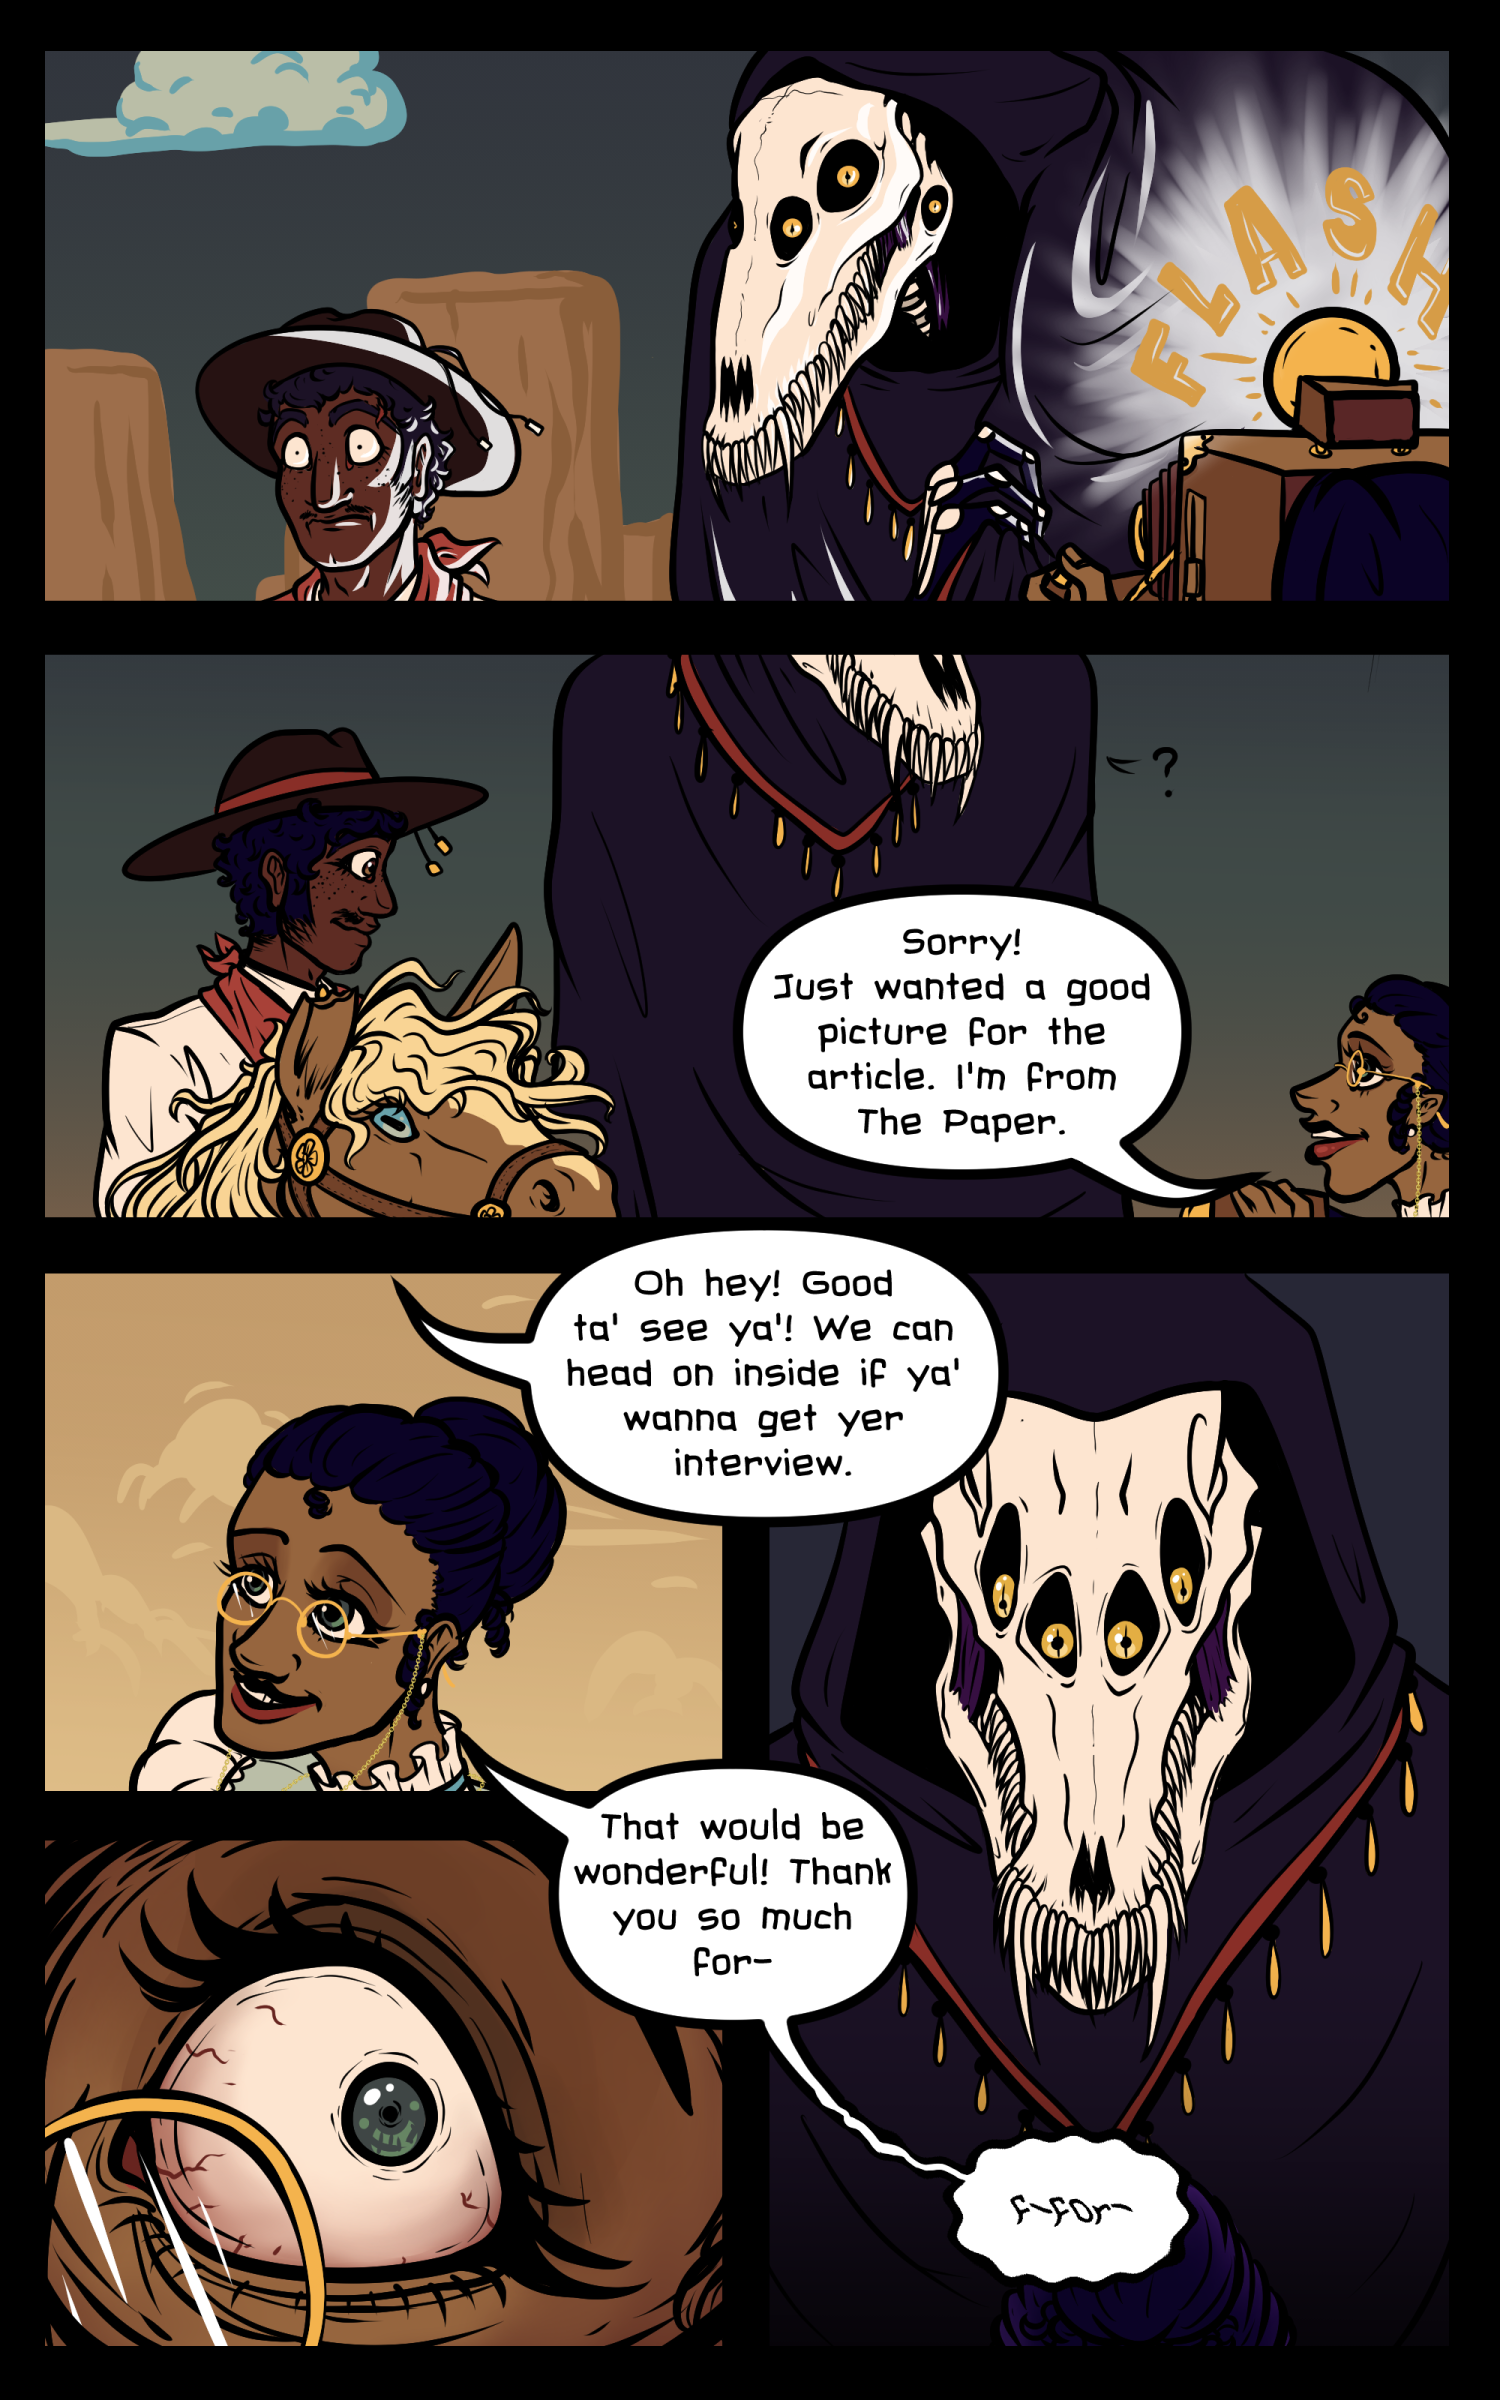 FLASH
?
Sorry!
Just wanted a good
picture for the
article. I'm from
The Paper.
Oh hey! Good
ta' see ya'! We can
head on inside if ya'
wanna get yer
interview.
That would be
wonderful! Thank
you so much
for-
f-for-